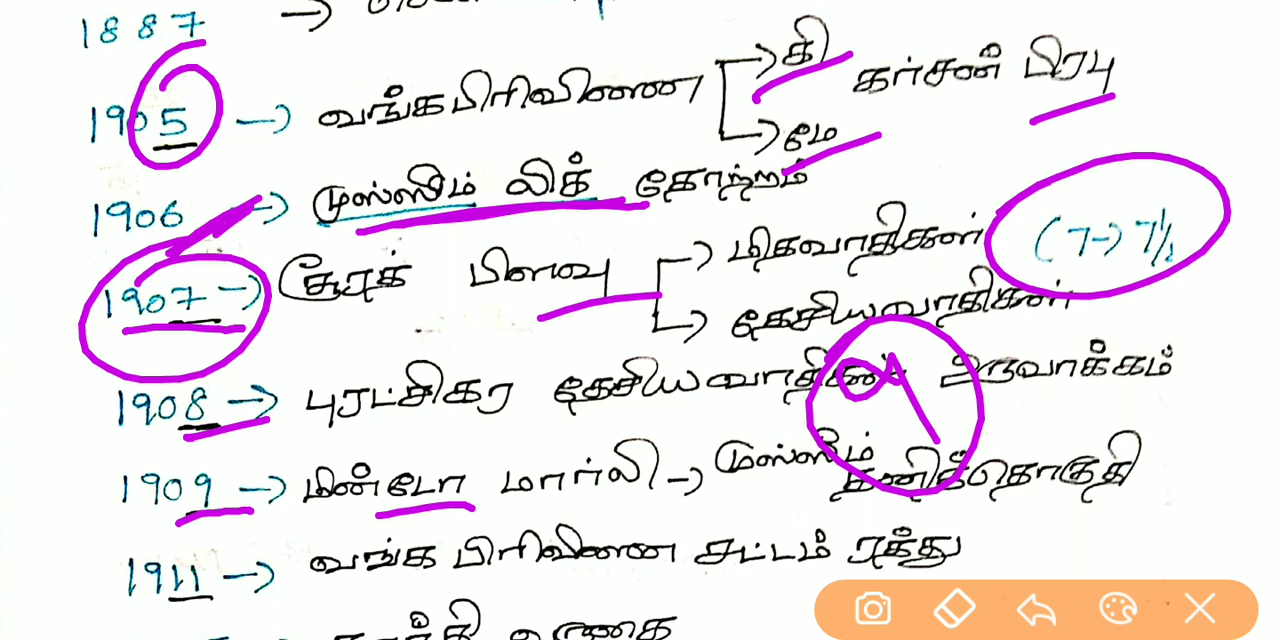 1887 →
1905 → வங்கபிரிவினை → கி கர்சன் பிரபு
→ மே
1906 → முஸ்லிம் லிக் தோற்றம்
1907 → சூரத் பிளவு → மிதவாதிகள் (7→7½
→ தேசியவாதிகள்
1908 → புரட்சிகர தேசியவாதிகள் உருவாக்கம்
1909 → மின்டோ மார்லி → முஸ்லீம் தனித்தொகுதி
1911 → வங்க பிரிவினை சட்டம் ரத்து